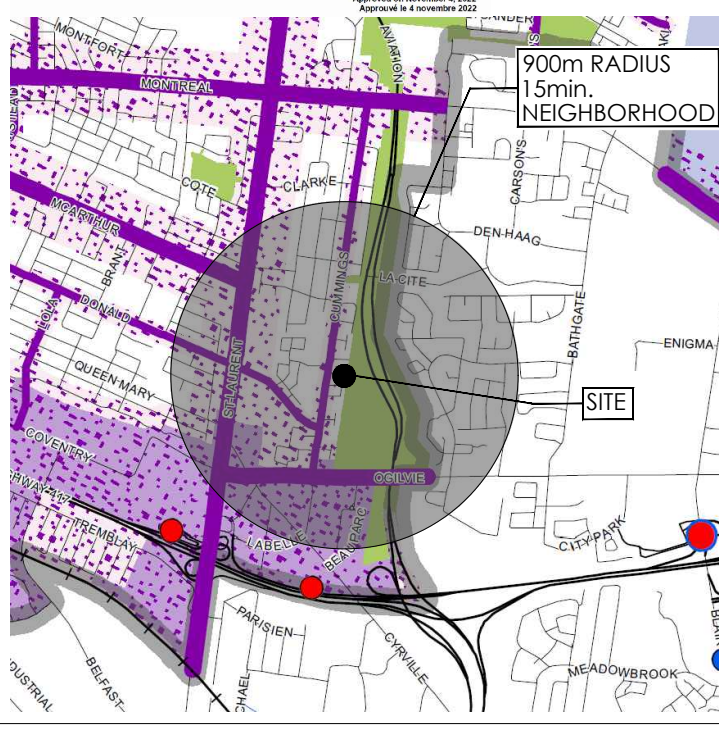 Approuvé le 4 novembre 2022
MONTFORT
AVIATION
MONTREAL
900m RADIUS
15min.
NEIGHBORHOOD
CARSON'S
COTE
CLARKE
MCARTHUR
BRANT
DEN HAAG
CUMMINGS
LA CITE
DONALD
LOLA
BATHGATE
ENIGMA
ST-LAURENT
QUEEN MARY
SITE
COVENTRY
OGILVIE
HIGHWAY 417
TREMBLAY
LABELLE
BEAUPARC
CITY PARK
PARISIEN
CYRVILLE
MEADOWBROOK
BELFAST